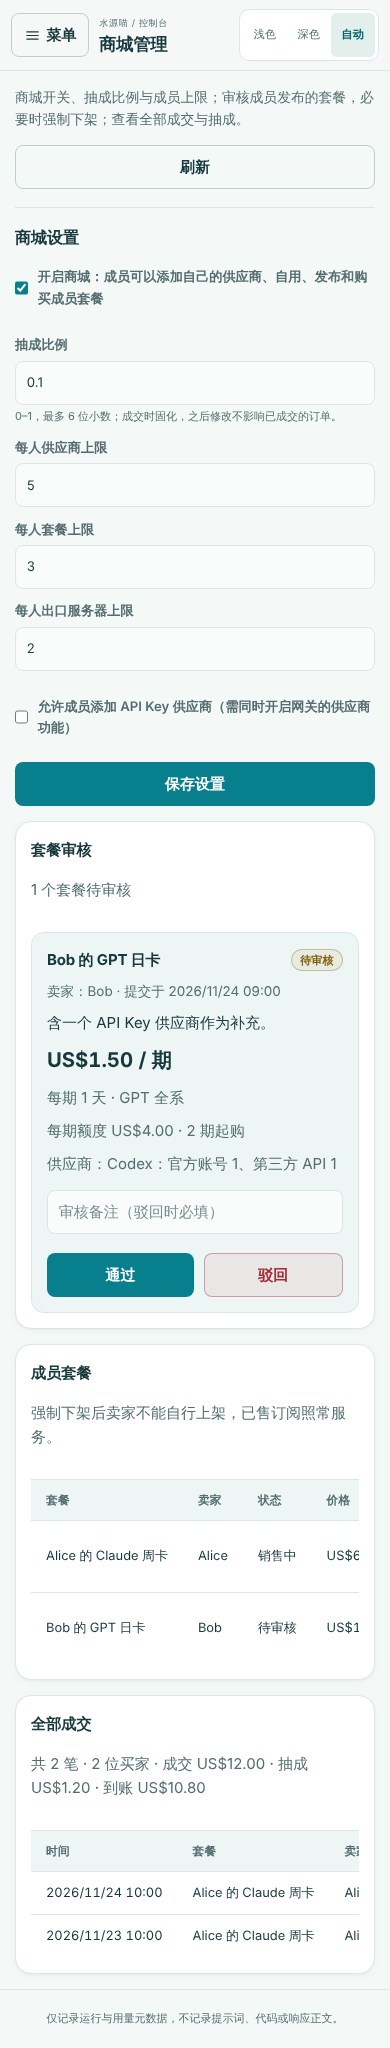 菜单
水源喵 / 控制台
商城管理
浅色
深色
自动
商城开关、抽成比例与成员上限；审核成员发布的套餐，必
要时强制下架；查看全部成交与抽成。
刷新
商城设置
开启商城：成员可以添加自己的供应商、自用、发布和购
买成员套餐
抽成比例
0.1
0–1，最多 6 位小数；成交时固化，之后修改不影响已成交的订单。
每人供应商上限
5
每人套餐上限
3
每人出口服务器上限
2
允许成员添加 API Key 供应商（需同时开启网关的供应商
功能）
保存设置
套餐审核
1 个套餐待审核
Bob 的 GPT 日卡
待审核
卖家：Bob · 提交于 2026/11/24 09:00
含一个 API Key 供应商作为补充。
US$1.50 / 期
每期 1 天 · GPT 全系
每期额度 US$4.00 · 2 期起购
供应商：Codex：官方账号 1、第三方 API 1
审核备注（驳回时必填）
通过
驳回
成员套餐
强制下架后卖家不能自行上架，已售订阅照常服
务。
套餐 卖家 状态 价格
Alice 的 Claude 周卡 Alice 销售中 US$6
Bob 的 GPT 日卡 Bob 待审核 US$1
全部成交
共 2 笔 · 2 位买家 · 成交 US$12.00 · 抽成
US$1.20 · 到账 US$10.80
时间 套餐 卖
2026/11/24 10:00 Alice 的 Claude 周卡 Ali
2026/11/23 10:00 Alice 的 Claude 周卡 Ali
仅记录运行与用量元数据，不记录提示词、代码或响应正文。